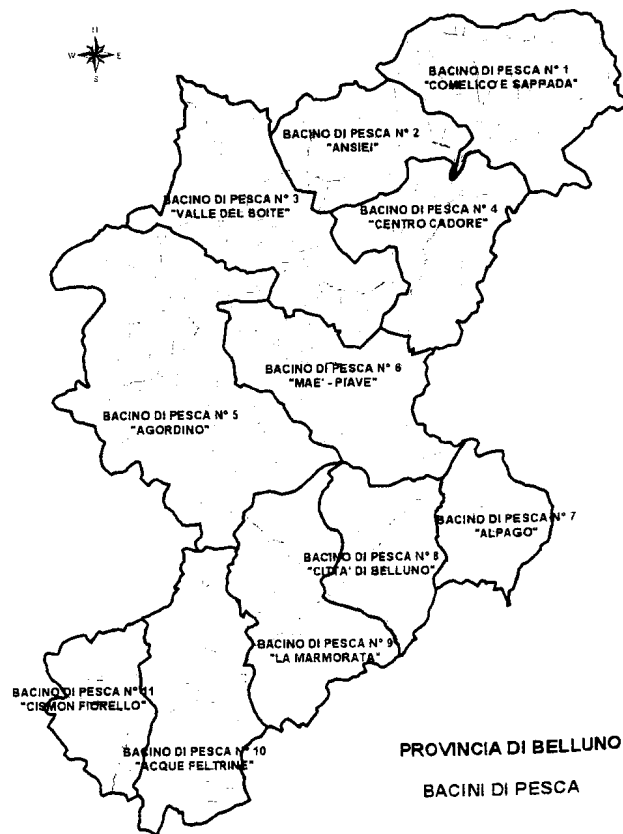 N
W E
S
BACINO DI PESCA N° 1
"COMELICO E SAPPADA"
BACINO DI PESCA N° 2
"ANSIEI"
BACINO DI PESCA N° 3
"VALLE DEL BOITE"
BACINO DI PESCA N° 4
"CENTRO CADORE"
BACINO DI PESCA N° 6
"MAE' - PIAVE"
BACINO DI PESCA N° 5
"AGORDINO"
BACINO DI PESCA N° 7
"ALPAGO"
BACINO DI PESCA N° 8
"CITTA' DI BELLUNO"
BACINO DI PESCA N° 9
"LA MARMORATA"
BACINO DI PESCA N° 11
"CISMON FIORELLO"
BACINO DI PESCA N° 10
"ACQUE FELTRINE"
PROVINCIA DI BELLUNO
BACINI DI PESCA